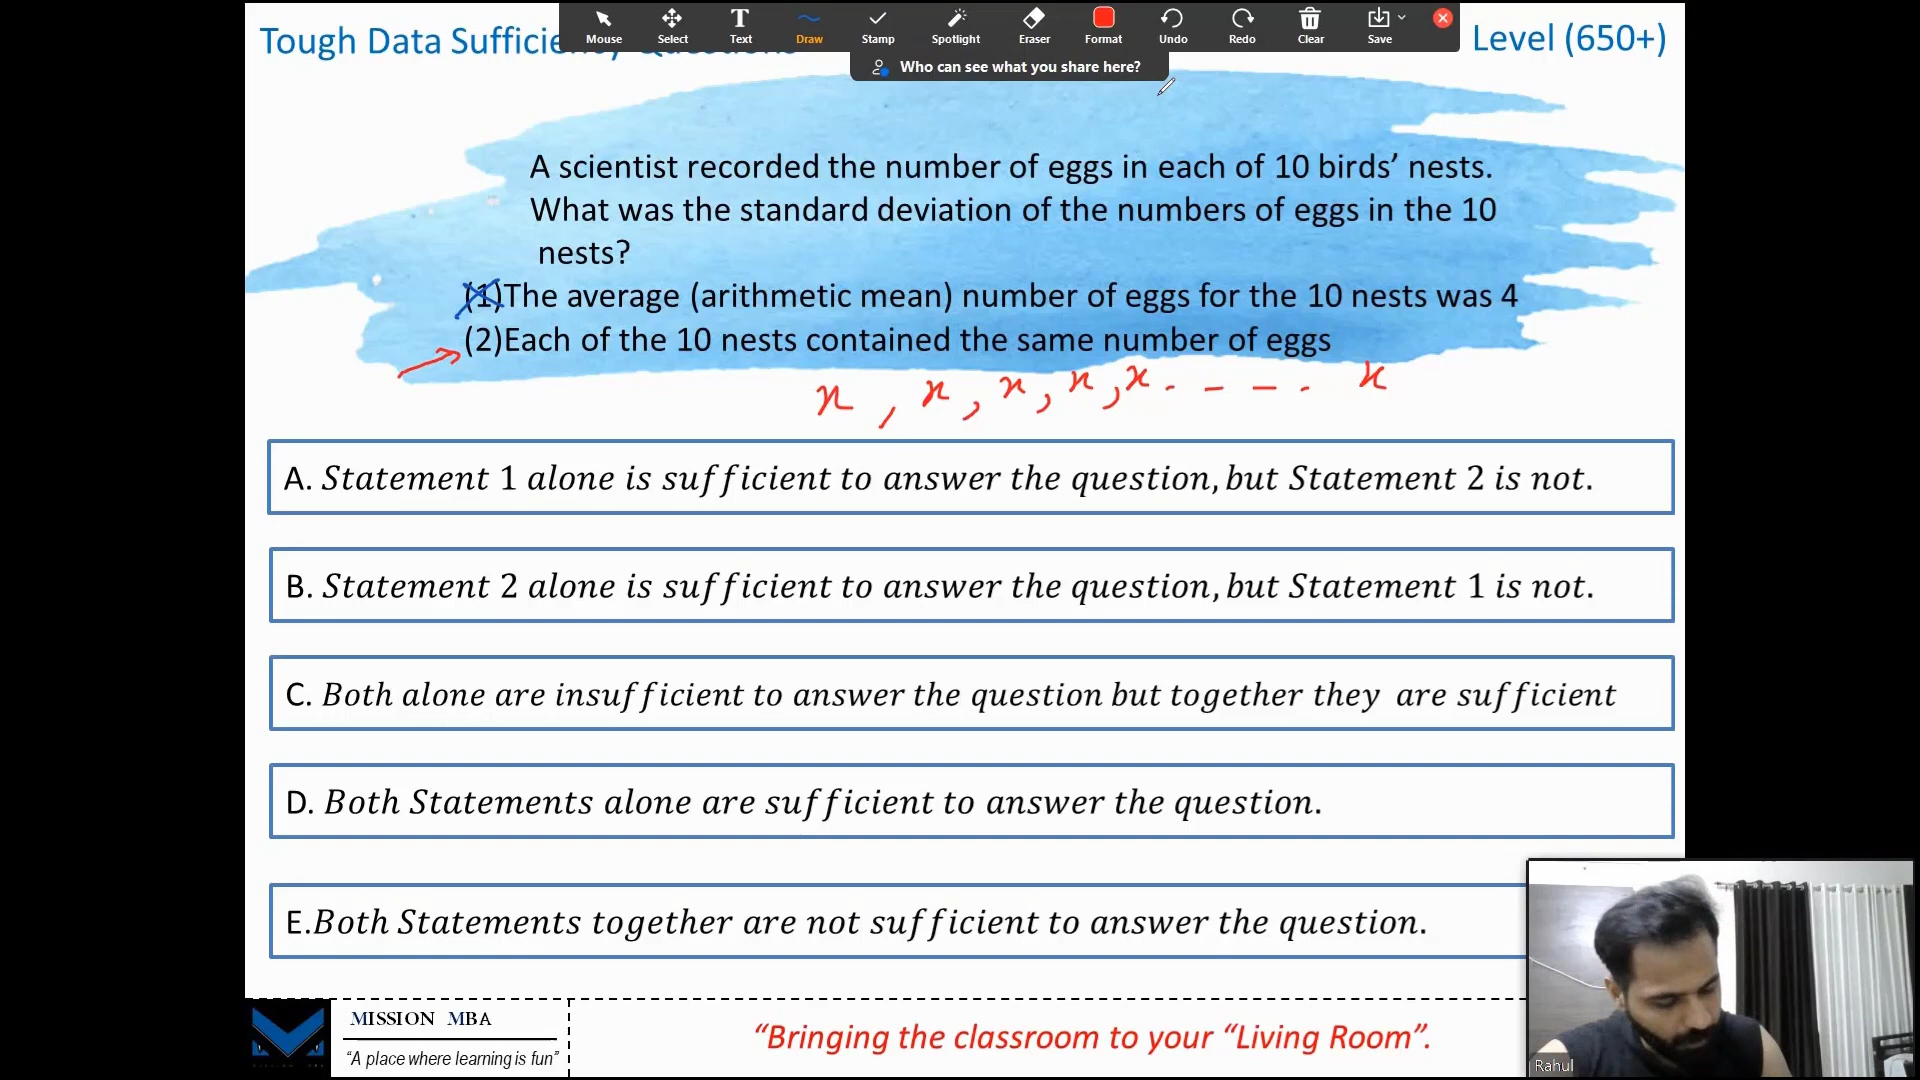 Mouse Select Text Draw Stamp Spotlight Eraser Format Undo Redo Clear Save
Tough Data Sufficiency Questions
Level (650+)
Who can see what you share here?
A scientist recorded the number of eggs in each of 10 birds’ nests.
What was the standard deviation of the numbers of eggs in the 10
nests?
(1)The average (arithmetic mean) number of eggs for the 10 nests was 4
(2)Each of the 10 nests contained the same number of eggs
x , x , x , x , x . - - . x
A. Statement 1 alone is sufficient to answer the question, but Statement 2 is not.
B. Statement 2 alone is sufficient to answer the question, but Statement 1 is not.
C. Both alone are insufficient to answer the question but together they are sufficient
D. Both Statements alone are sufficient to answer the question.
E.Both Statements together are not sufficient to answer the question.
MISSION MBA
“A place where learning is fun”
“Bringing the classroom to your “Living Room”.
Rahul